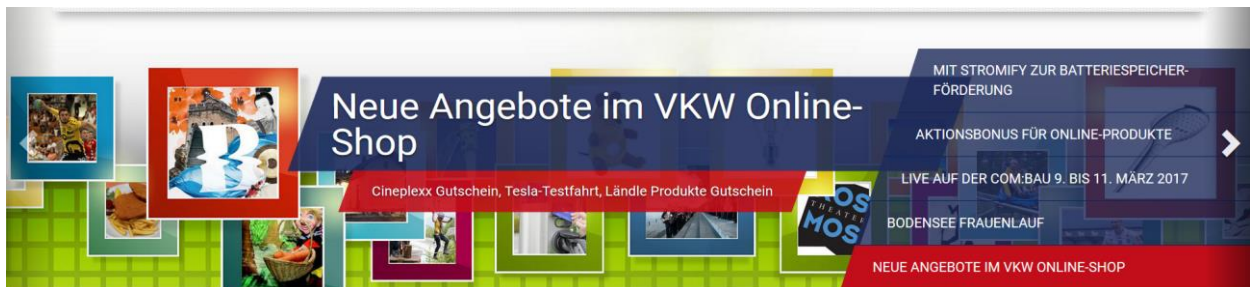 Neue Angebote im VKW Online-
Shop
Cineplexx Gutschein, Tesla-Testfahrt, Ländle Produkte Gutschein
MIT STROMIFY ZUR BATTERIESPEICHER-
FÖRDERUNG
AKTIONSBONUS FÜR ONLINE-PRODUKTE
LIVE AUF DER COM:BAU 9. BIS 11. MÄRZ 2017
BODENSEE FRAUENLAUF
NEUE ANGEBOTE IM VKW ONLINE-SHOP
B
KOS
THEATER
MOS